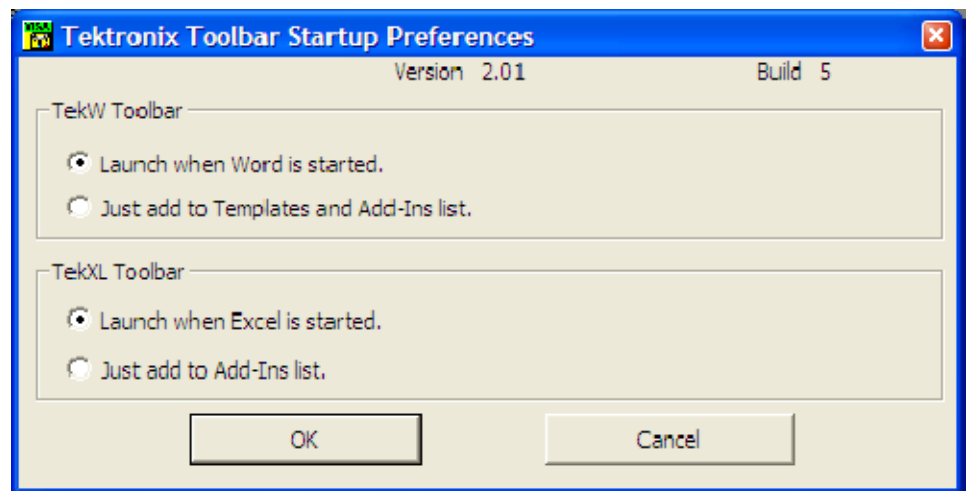 Tektronix Toolbar Startup Preferences
Version 2.01 Build 5
TekW Toolbar
Launch when Word is started.
Just add to Templates and Add-Ins list.
TekXL Toolbar
Launch when Excel is started.
Just add to Add-Ins list.
OK Cancel